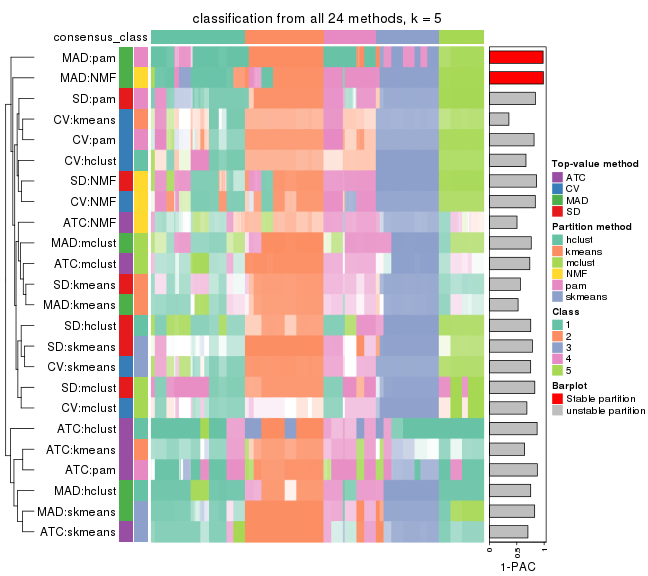 classification from all 24 methods, k = 5
consensus_class
MAD:pam
MAD:NMF
SD:pam
CV:kmeans
CV:pam
CV:hclust
SD:NMF
CV:NMF
ATC:NMF
MAD:mclust
ATC:mclust
SD:kmeans
MAD:kmeans
SD:hclust
SD:skmeans
CV:skmeans
SD:mclust
CV:mclust
ATC:hclust
ATC:kmeans
ATC:pam
MAD:hclust
MAD:skmeans
ATC:skmeans
0
0.5
1
1-PAC
Top-value method
ATC
CV
MAD
SD
Partition method
hclust
kmeans
mclust
NMF
pam
skmeans
Class
1
2
3
4
5
Barplot
Stable partition
unstable partition